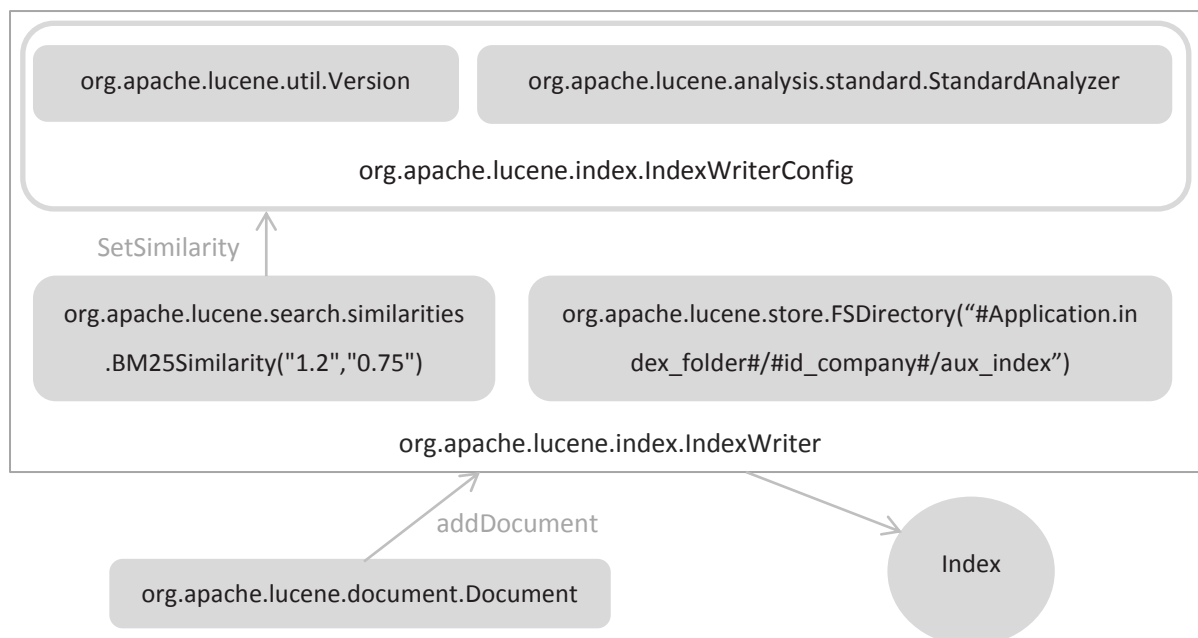 org.apache.lucene.util.Version
org.apache.lucene.analysis.standard.StandardAnalyzer
org.apache.lucene.index.IndexWriterConfig
SetSimilarity
org.apache.lucene.search.similarities
.BM25Similarity("1.2","0.75")
org.apache.lucene.store.FSDirectory(“#Application.in
dex_folder#/#id_company#/aux_index”)
org.apache.lucene.index.IndexWriter
addDocument
org.apache.lucene.document.Document
Index